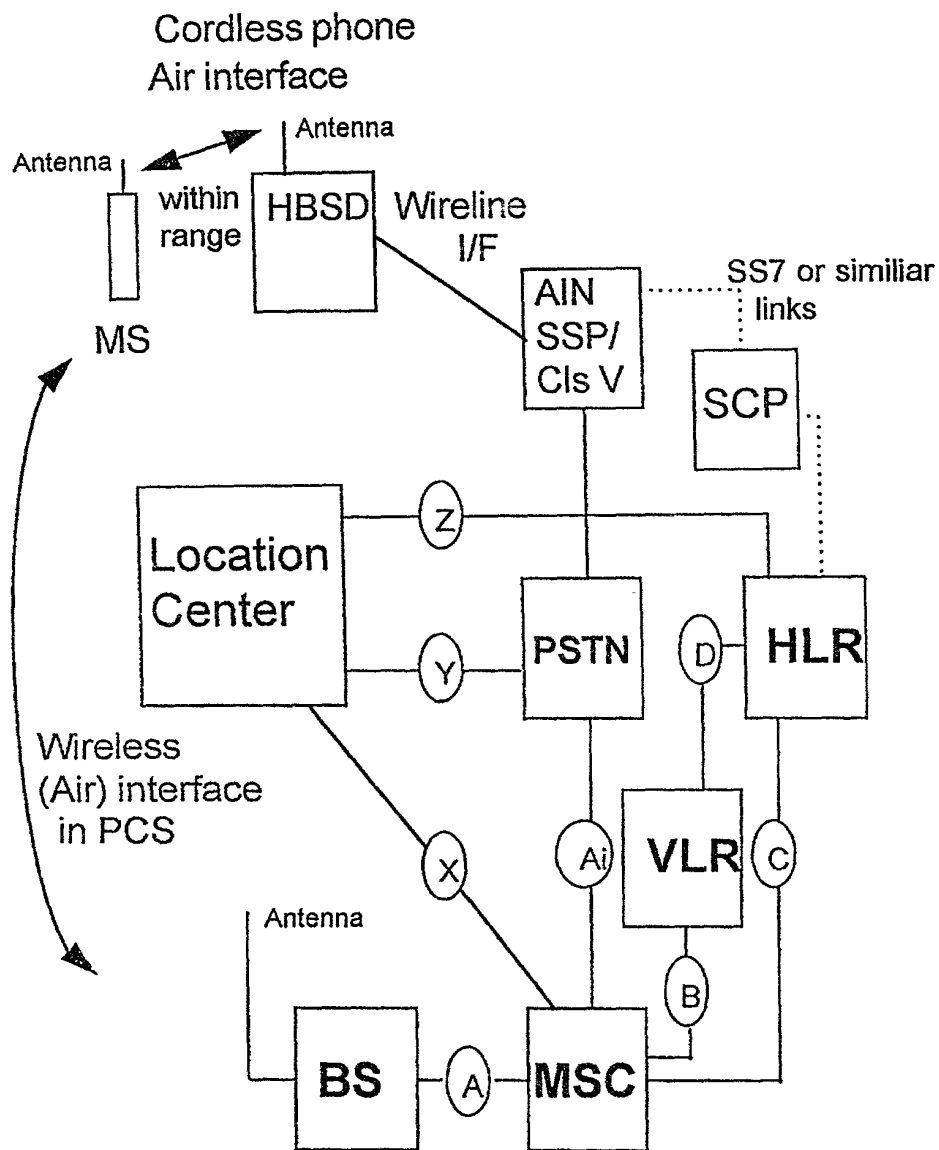 Cordless phone
Air interface
Antenna
Antenna
within
range
HBSD
Wireline
I/F
MS
AIN
SSP/
Cls V
SS7 or similiar
links
SCP
Location
Center
Z
Y
PSTN
D
HLR
Wireless
(Air) interface
in PCS
X
Ai
VLR
C
Antenna
B
BS
A
MSC